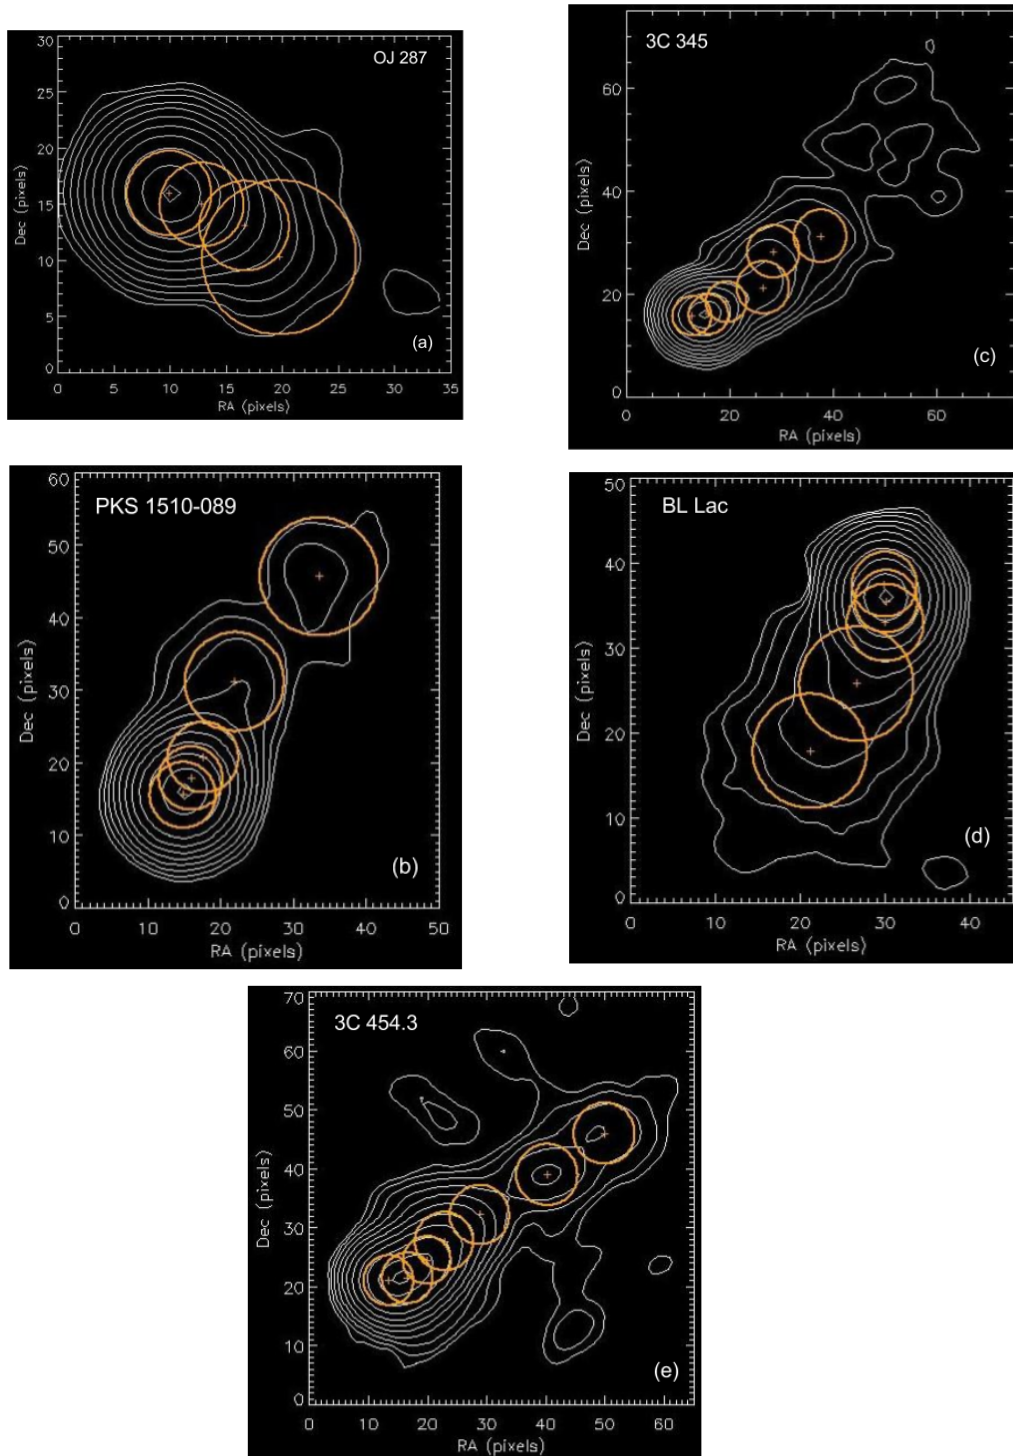 OJ 287
30
25
20
15
10
5
0
Dec (pixels)
0 5 10 15 20 25 30 35
RA (pixels)
(a)
3C 345
60
40
20
0
Dec (pixels)
0 20 40 60
RA (pixels)
(c)
PKS 1510-089
60
50
40
30
20
10
0
Dec (pixels)
0 10 20 30 40 50
RA (pixels)
(b)
BL Lac
50
40
30
20
10
0
Dec (pixels)
0 10 20 30 40
RA (pixels)
(d)
3C 454.3
70
60
50
40
30
20
10
0
Dec (pixels)
0 10 20 30 40 50 60
RA (pixels)
(e)